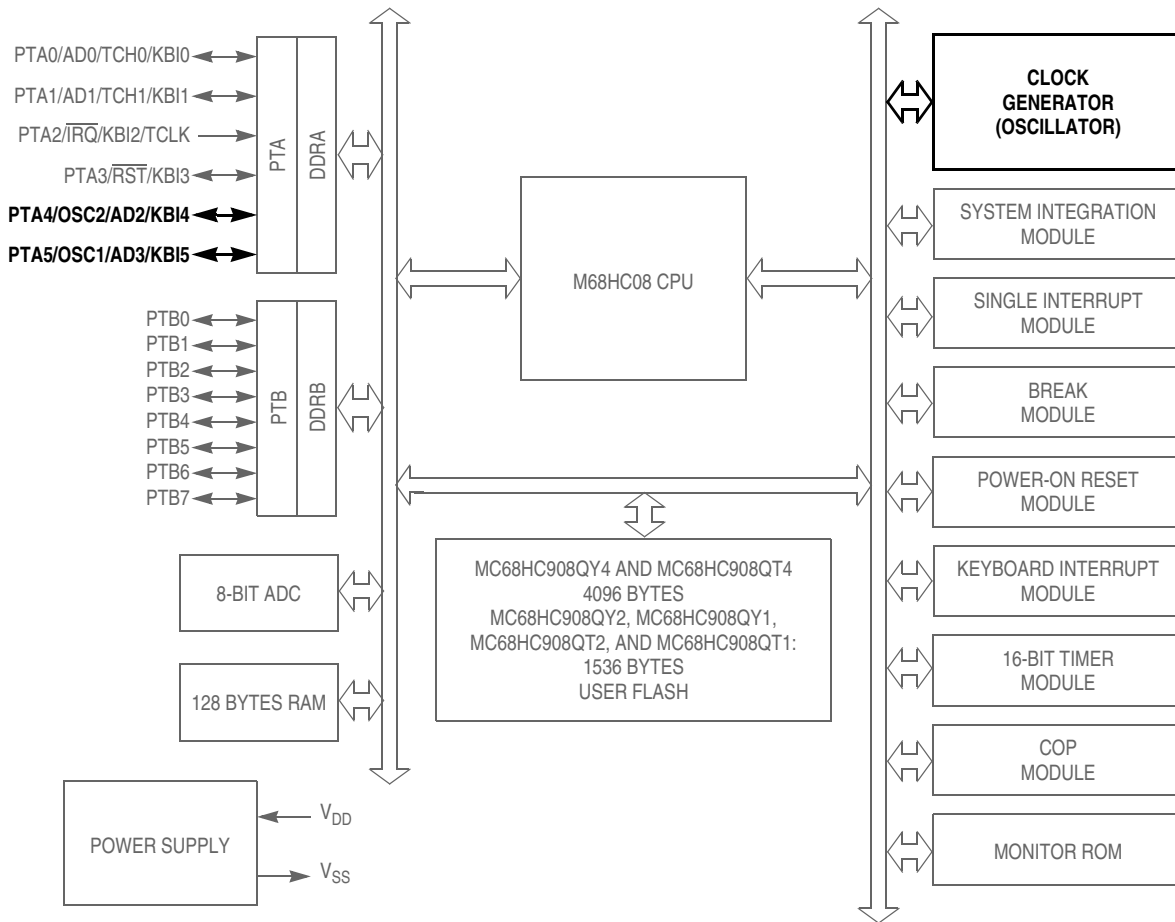 PTA0/AD0/TCH0/KBI0
PTA1/AD1/TCH1/KBI1
PTA2/I̅R̅Q̅/KBI2/TCLK
PTA3/R̅S̅T̅/KBI3
PTA4/OSC2/AD2/KBI4
PTA5/OSC1/AD3/KBI5
PTA
DDRA
PTB0
PTB1
PTB2
PTB3
PTB4
PTB5
PTB6
PTB7
PTB
DDRB
8-BIT ADC
128 BYTES RAM
POWER SUPPLY
VDD
VSS
M68HC08 CPU
MC68HC908QY4 AND MC68HC908QT4
4096 BYTES
MC68HC908QY2, MC68HC908QY1,
MC68HC908QT2, AND MC68HC908QT1:
1536 BYTES
USER FLASH
CLOCK
GENERATOR
(OSCILLATOR)
SYSTEM INTEGRATION
MODULE
SINGLE INTERRUPT
MODULE
BREAK
MODULE
POWER-ON RESET
MODULE
KEYBOARD INTERRUPT
MODULE
16-BIT TIMER
MODULE
COP
MODULE
MONITOR ROM